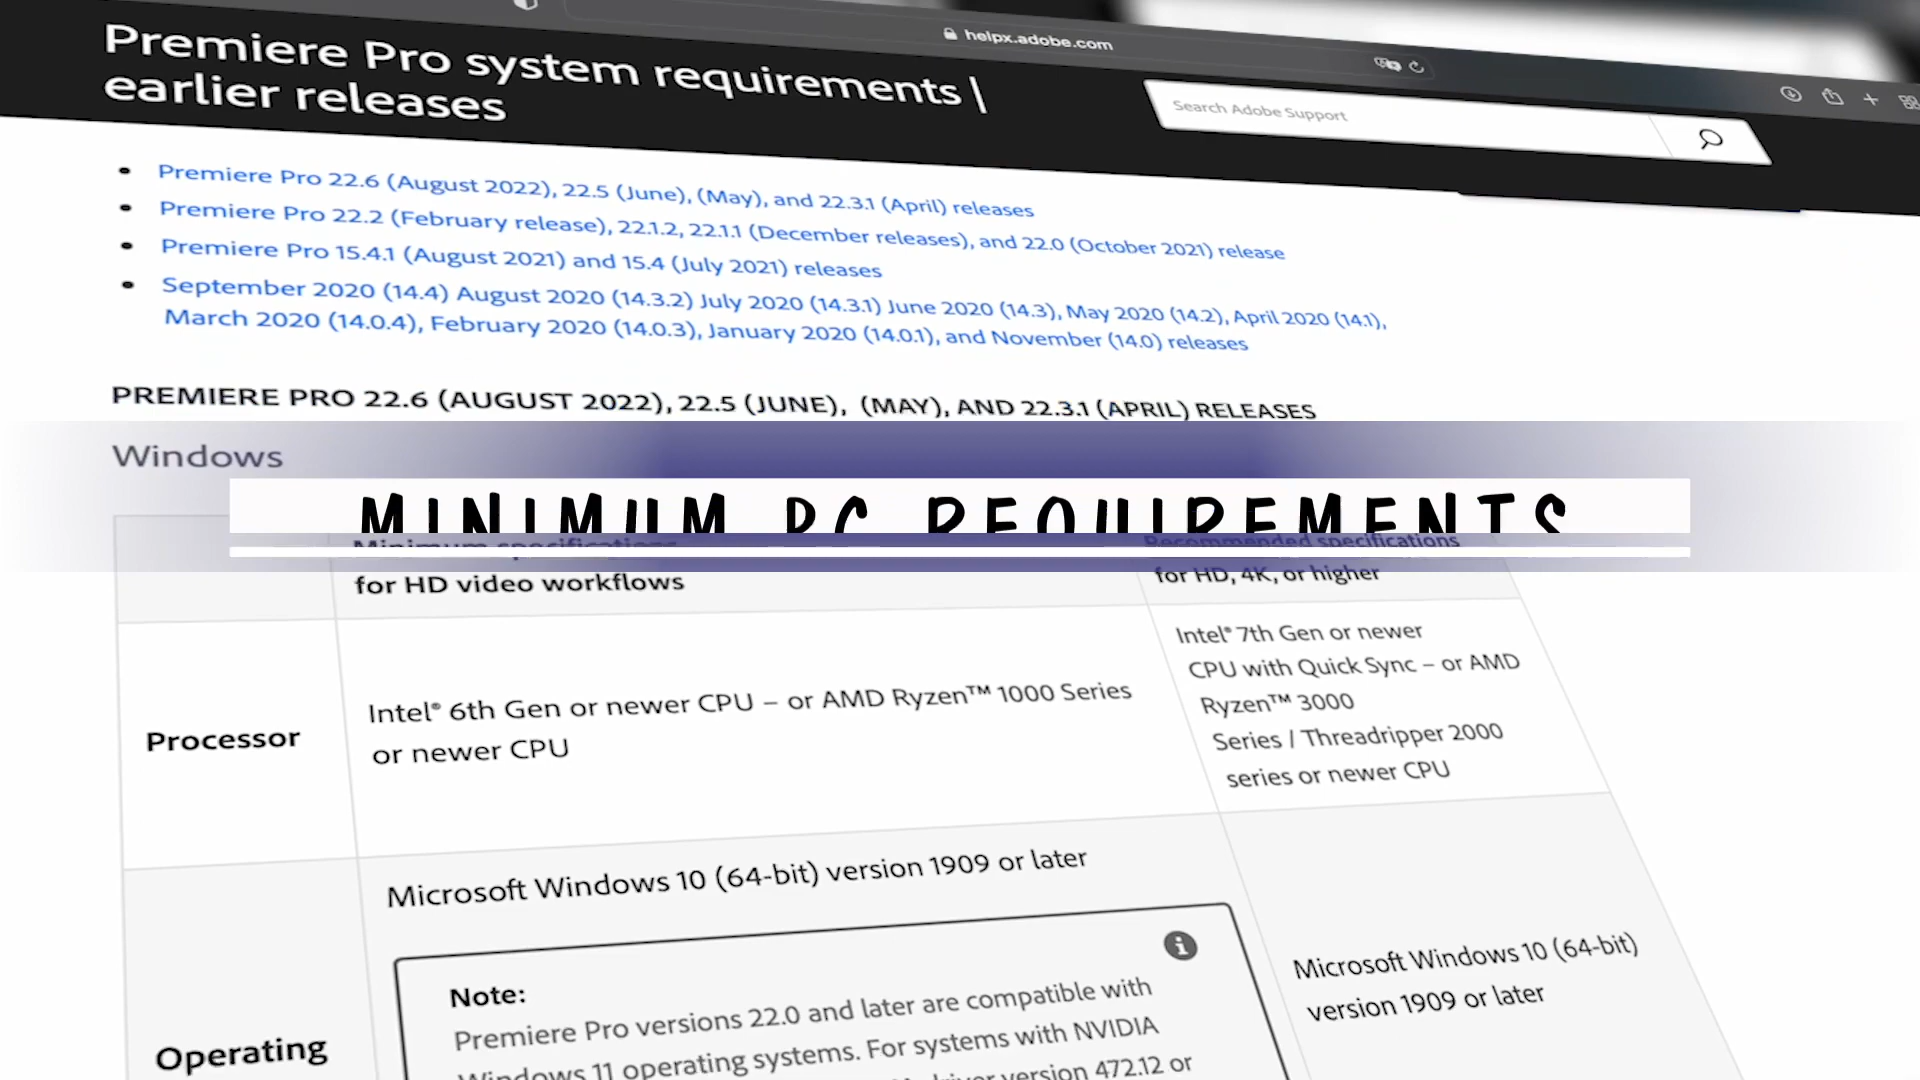 helpx.adobe.com
Premiere Pro system requirements |
earlier releases
Search Adobe Support
Premiere Pro 22.6 (August 2022), 22.5 (June), (May), and 22.3.1 (April) releases
Premiere Pro 22.2 (February release), 22.1.2, 22.1.1 (December releases), and 22.0 (October 2021) release
Premiere Pro 15.4.1 (August 2021) and 15.4 (July 2021) releases
September 2020 (14.4) August 2020 (14.3.2) July 2020 (14.3.1) June 2020 (14.3), May 2020 (14.2), April 2020 (14.1),
March 2020 (14.0.4), February 2020 (14.0.3), January 2020 (14.0.1), and November (14.0) releases
PREMIERE PRO 22.6 (AUGUST 2022), 22.5 (JUNE), (MAY), AND 22.3.1 (APRIL) RELEASES
Windows
MINIMUM PC REQUIREMENTS
Minimum specifications
for HD video workflows
Recommended specifications
for HD, 4K, or higher
Processor
Intel® 6th Gen or newer CPU – or AMD Ryzen™ 1000 Series
or newer CPU
Intel® 7th Gen or newer
CPU with Quick Sync – or AMD
Ryzen™ 3000
Series / Threadripper 2000
series or newer CPU
Operating
Microsoft Windows 10 (64-bit) version 1909 or later
Note:
Premiere Pro versions 22.0 and later are compatible with
Windows 11 operating systems. For systems with NVIDIA
driver version 472.12 or
Microsoft Windows 10 (64-bit)
version 1909 or later